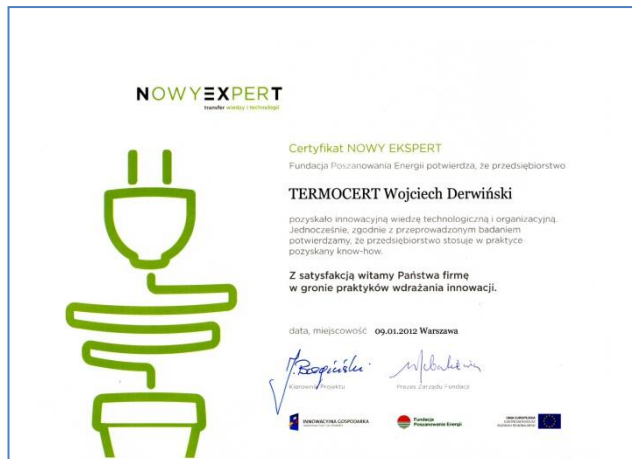 NOWYEXPERT
transfer wiedzy i technologii
Certyfikat NOWY EKSPERT
Fundacja Poszanowania Energii potwierdza, że przedsiębiorstwo
TERMOCERT Wojciech Derwiński
pozyskało innowacyjną wiedzę technologiczną i organizacyjną.
Jednocześnie, zgodnie z przeprowadzonym badaniem
potwierdzamy, że przedsiębiorstwo stosuje w praktyce
pozyskany know-how.
Z satysfakcją witamy Państwa firmę
w gronie praktyków wdrażania innowacji.
data, miejscowość 09.01.2012 Warszawa
Kierownik Projektu Prezes Zarządu Fundacji
INNOWACYJNA GOSPODARKA
Fundacja
Poszanowania Energii
UNIA EUROPEJSKA